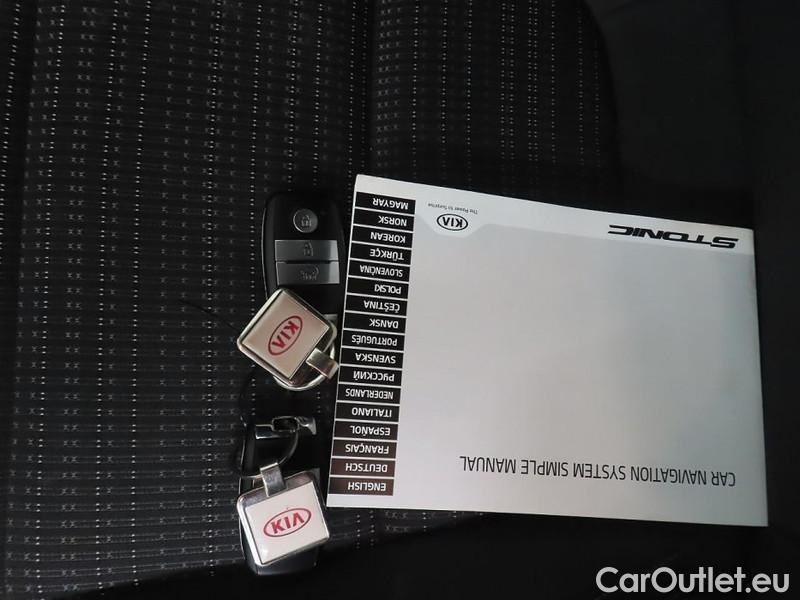 CAR NAVIGATION SYSTEM SIMPLE MANUAL
ENGLISH
DEUTSCH
FRANÇAIS
ESPAÑOL
ITALIANO
NEDERLANDS
РУССКИЙ
SVENSKA
PORTUGUÊS
DANSK
ČEŠTINA
POLSKI
SLOVENČINA
TÜRKÇE
KOREAN
NORSK
MAGYAR
STONIC
KIA
The Power to Surprise
KIA
KIA
CarOutlet.eu